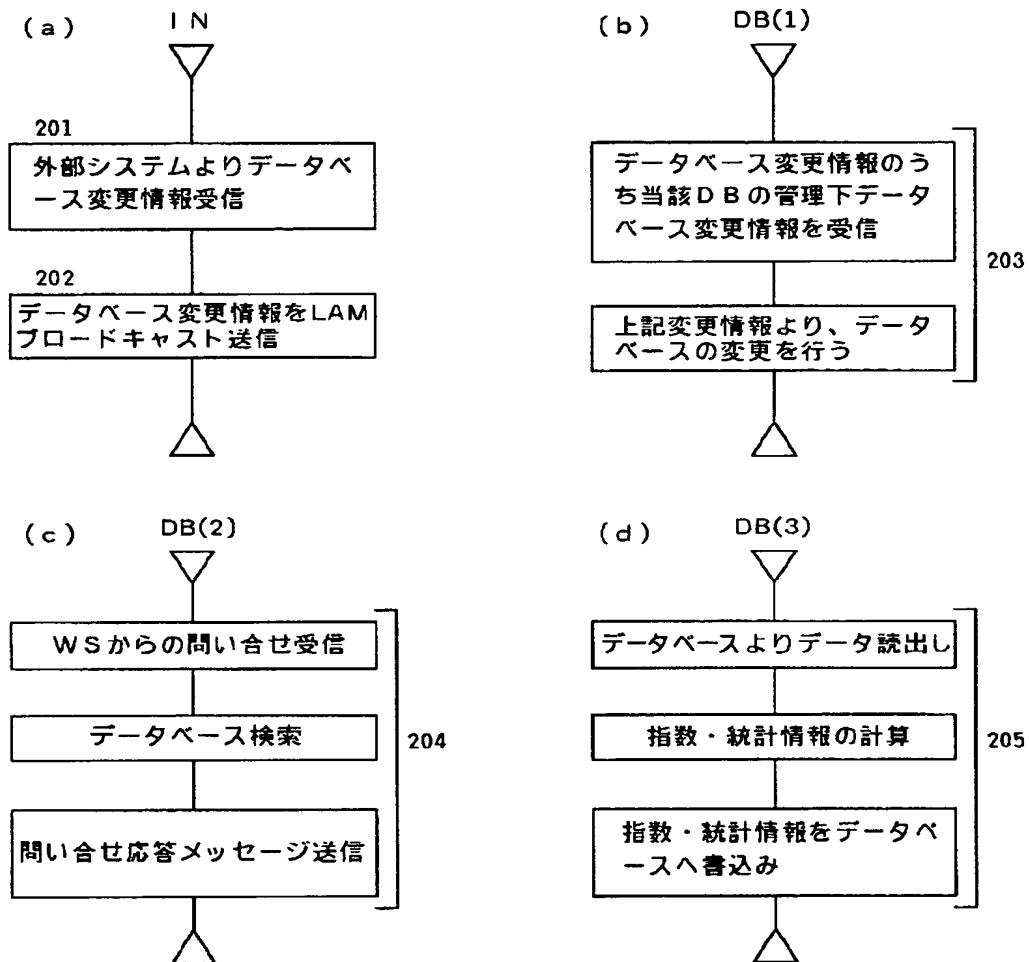 (a)
IN
201
外部システムよりデータベ
ース変更情報受信
202
データベース変更情報をLAM
ブロードキャスト送信
(b)
DB(1)
データベース変更情報のう
ち当該DBの管理下データ
ベース変更情報を受信
上記変更情報より、データ
ベースの変更を行う
203
(c)
DB(2)
WSからの問い合せ受信
データベース検索
問い合せ応答メッセージ送信
204
(d)
DB(3)
データベースよりデータ読出し
指数・統計情報の計算
指数・統計情報をデータベ
ースへ書込み
205